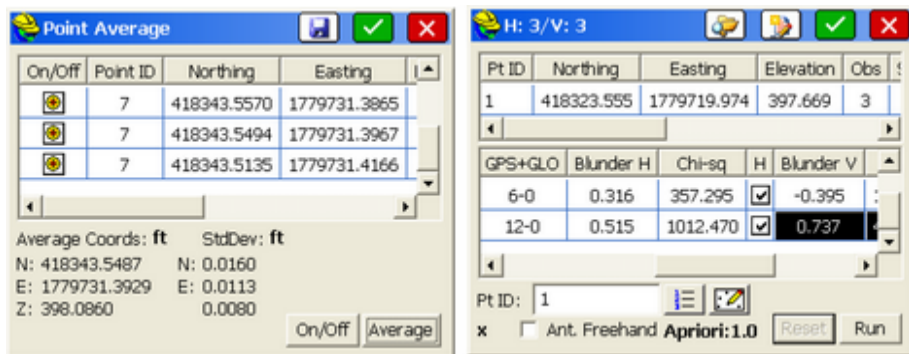 Point Average
On/Off Point ID Northing Easting
7 418343.5570 1779731.3865
7 418343.5494 1779731.3967
7 418343.5135 1779731.4166
Average Coords: ft StdDev: ft
N: 418343.5487 N: 0.0160
E: 1779731.3929 E: 0.0113
Z: 398.0860 0.0080
On/Off Average
H: 3/V: 3
Pt ID Northing Easting Elevation Obs
1 418323.555 1779719.974 397.669 3
GPS+GLO Blunder H Chi-sq H Blunder V
6-0 0.316 357.295 -0.395
12-0 0.515 1012.470 0.737
Pt ID: 1
x Ant. Freehand Apriori:1.0 Reset Run